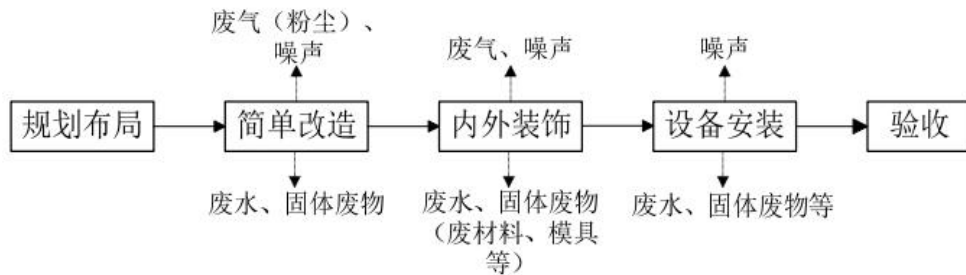 废气（粉尘）、
噪声
废气、噪声
噪声
规划布局
简单改造
内外装饰
设备安装
验收
废水、固体废物
废水、固体废物
（废材料、模具
等）
废水、固体废物等